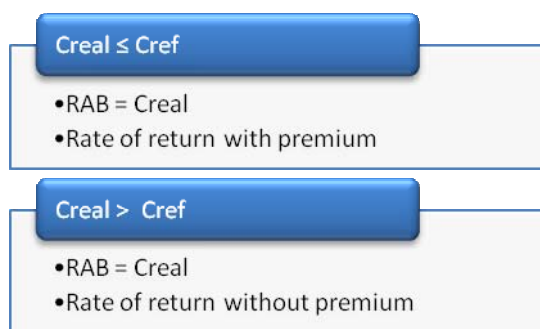 Creal ≤ Cref
•RAB = Creal
•Rate of return with premium
Creal > Cref
•RAB = Creal
•Rate of return without premium